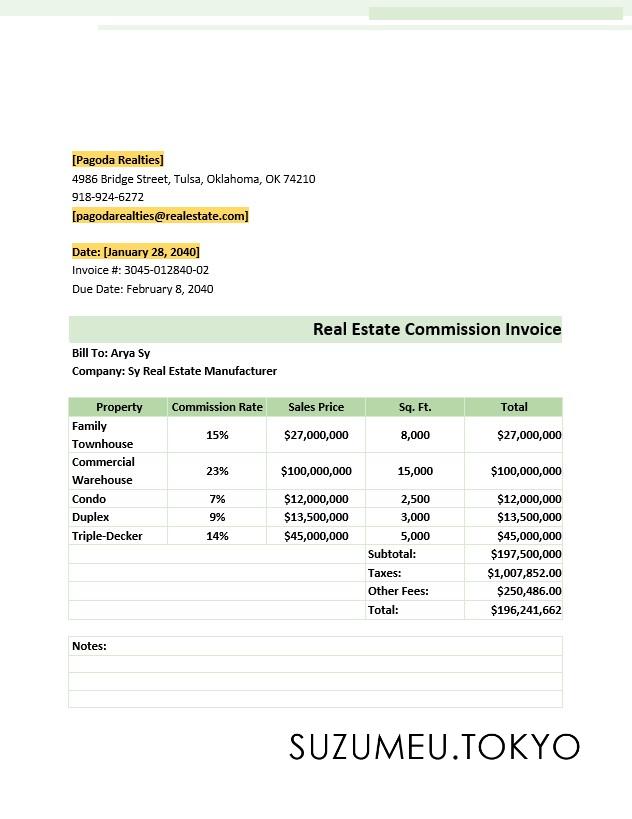 [Pagoda Realties]
4986 Bridge Street, Tulsa, Oklahoma, OK 74210
918-924-6272
[pagodarealties@realestate.com]
Date: [January 28, 2040]
Invoice #: 3045-012840-02
Due Date: February 8, 2040
Real Estate Commission Invoice
Bill To: Arya Sy
Company: Sy Real Estate Manufacturer
Property Commission Rate Sales Price Sq. Ft. Total
Family
Townhouse 15% $27,000,000 8,000 $27,000,000
Commercial
Warehouse 23% $100,000,000 15,000 $100,000,000
Condo 7% $12,000,000 2,500 $12,000,000
Duplex 9% $13,500,000 3,000 $13,500,000
Triple-Decker 14% $45,000,000 5,000 $45,000,000
Subtotal: $197,500,000
Taxes: $1,007,852.00
Other Fees: $250,486.00
Total: $196,241,662
Notes:
SUZUMEU.TOKYO